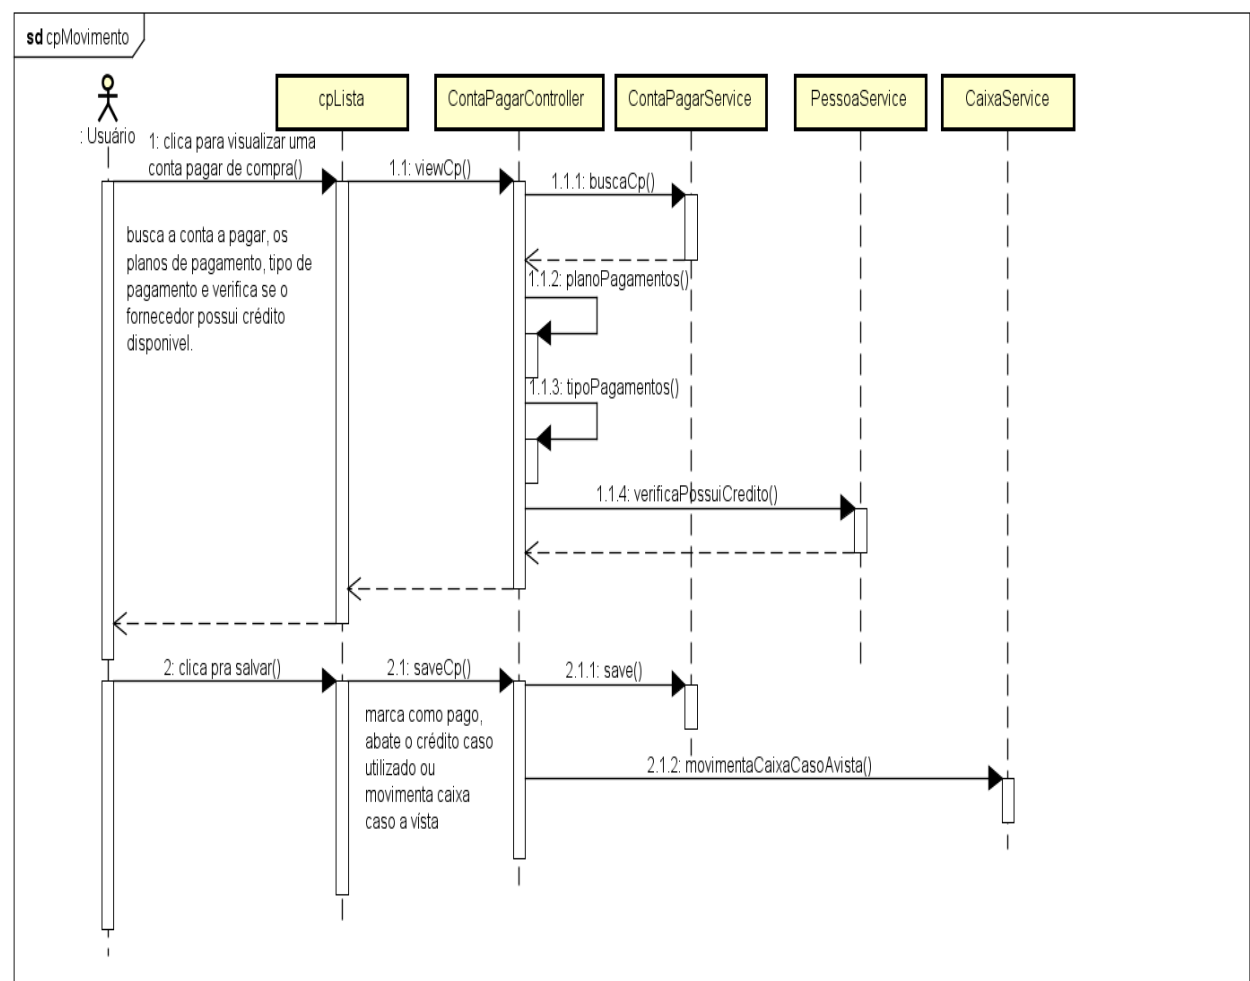 sd cpMovimento
: Usuário
cpLista
ContaPagarController
ContaPagarService
PessoaService
CaixaService
1: clica para visualizar uma
conta pagar de compra()
1.1: viewCp()
1.1.1: buscaCp()
busca a conta a pagar, os
planos de pagamento, tipo de
pagamento e verifica se o
fornecedor possui crédito
disponivel.
1.1.2: planoPagamentos()
1.1.3: tipoPagamentos()
1.1.4: verificaPossuiCredito()
2: clica pra salvar()
2.1: saveCp()
2.1.1: save()
marca como pago,
abate o crédito caso
utilizado ou
movimenta caixa
caso a vísta
2.1.2: movimentaCaixaCasoAvista()